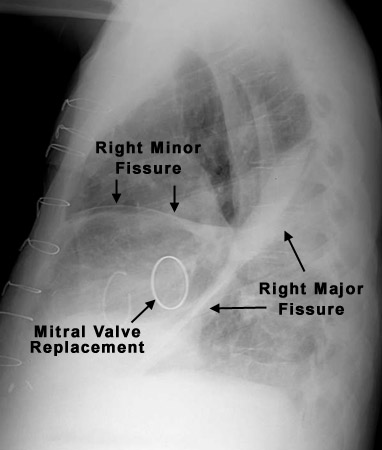 Right Minor
Fissure
Right Major
Fissure
Mitral Valve
Replacement